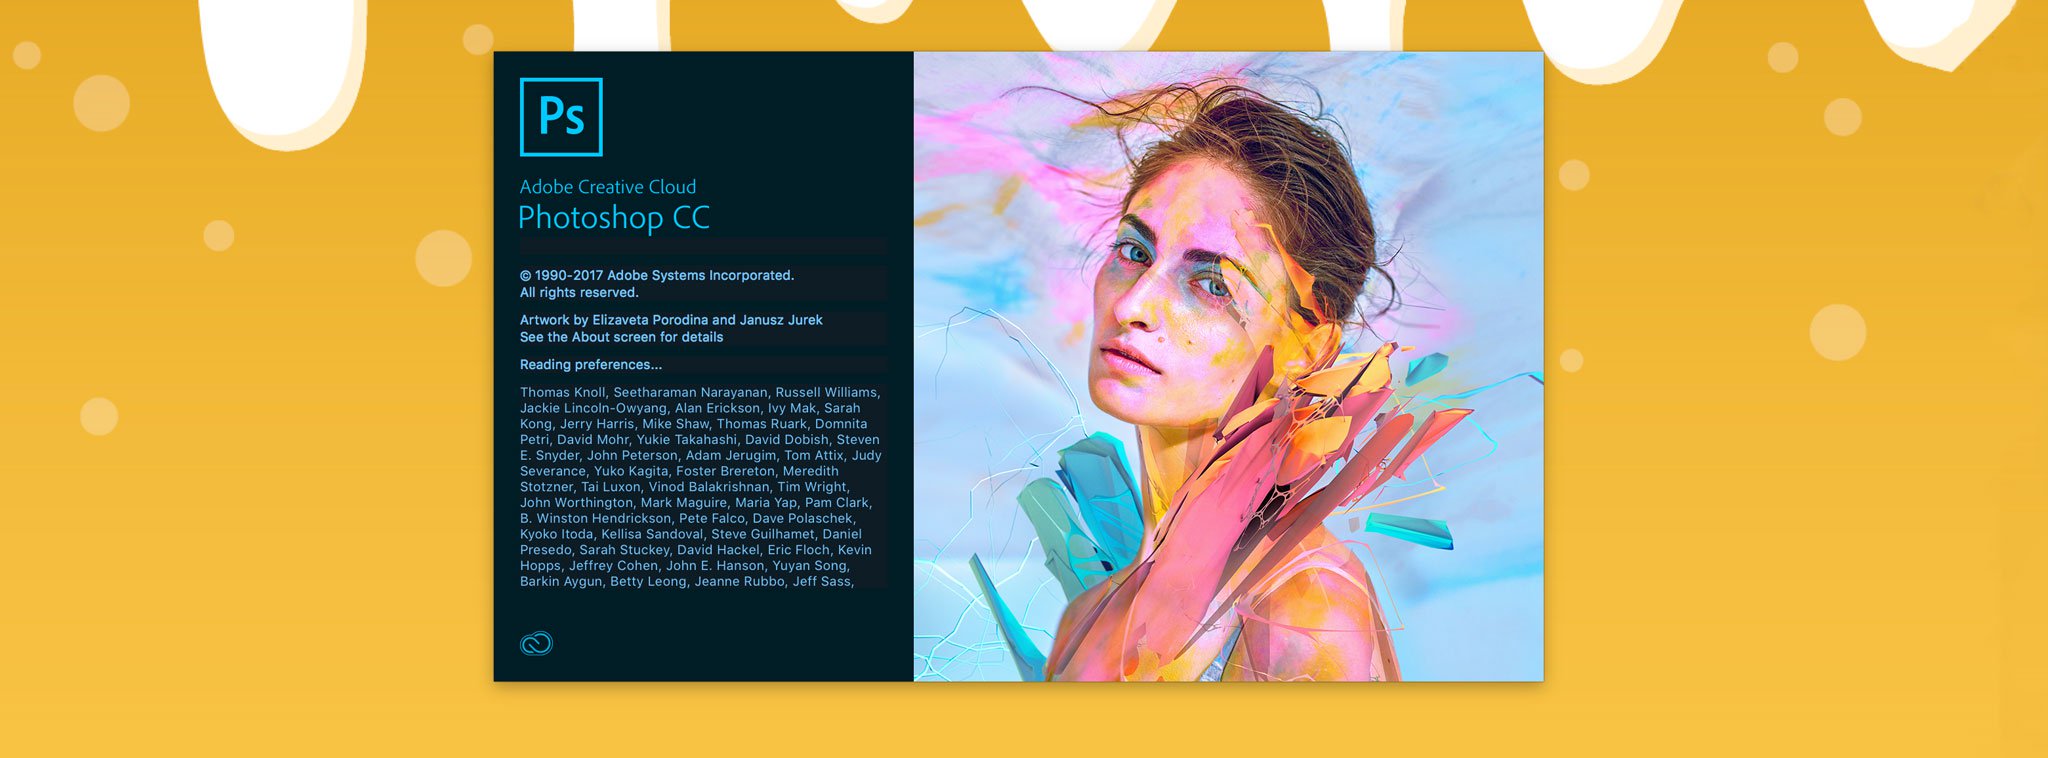 Ps
Adobe Creative Cloud
Photoshop CC
© 1990-2017 Adobe Systems Incorporated.
All rights reserved.
Artwork by Elizaveta Porodina and Janusz Jurek
See the About screen for details
Reading preferences...
Thomas Knoll, Seetharaman Narayanan, Russell Williams,
Jackie Lincoln-Owyang, Alan Erickson, Ivy Mak, Sarah
Kong, Jerry Harris, Mike Shaw, Thomas Ruark, Domnita
Petri, David Mohr, Yukie Takahashi, David Dobish, Steven
E. Snyder, John Peterson, Adam Jerugim, Tom Attix, Judy
Severance, Yuko Kagita, Foster Brereton, Meredith
Stotzner, Tai Luxon, Vinod Balakrishnan, Tim Wright,
John Worthington, Mark Maguire, Maria Yap, Pam Clark,
B. Winston Hendrickson, Pete Falco, Dave Polaschek,
Kyoko Itoda, Kellisa Sandoval, Steve Guilhamet, Daniel
Presedo, Sarah Stuckey, David Hackel, Eric Floch, Kevin
Hopps, Jeffrey Cohen, John E. Hanson, Yuyan Song,
Barkin Aygun, Betty Leong, Jeanne Rubbo, Jeff Sass,